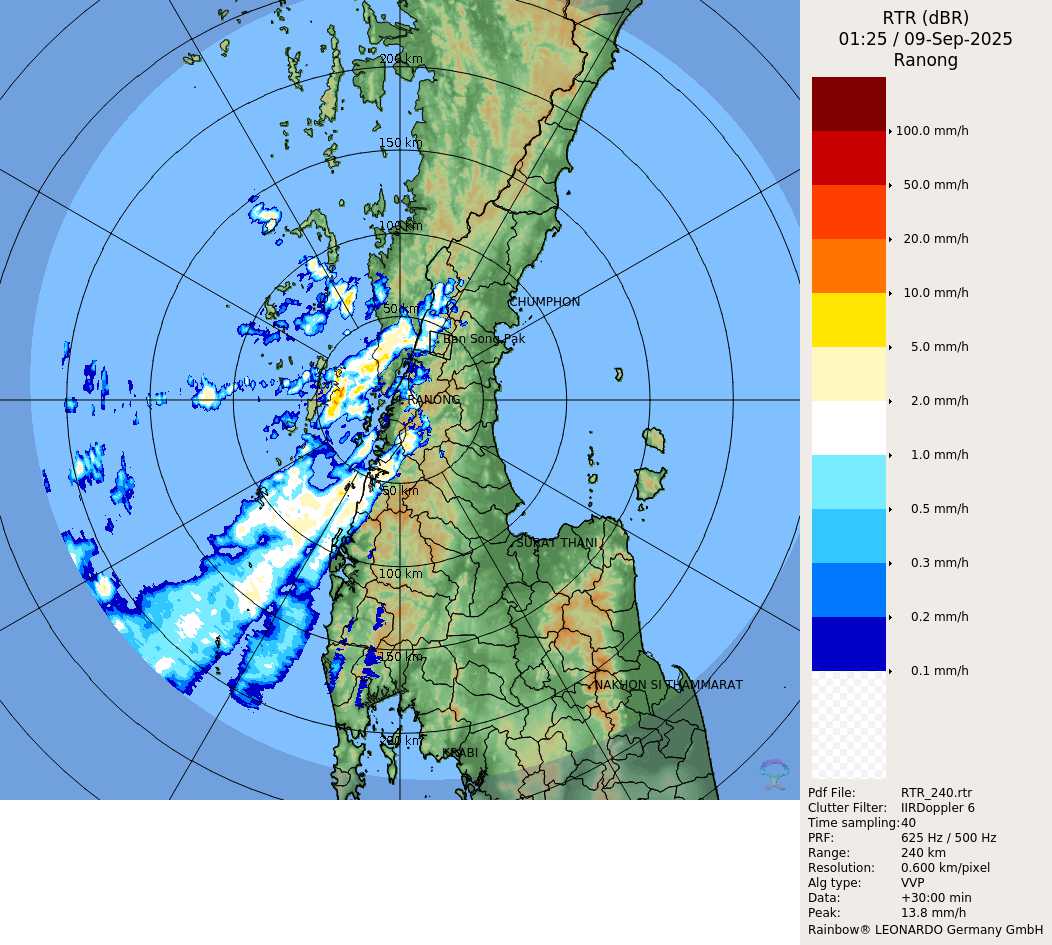 RTR (dBR)
01:25 / 09-Sep-2025
Ranong
200 km
150 km
100 km
50 km
CHUMPHON
Ban Song Pak
RANONG
50 km
SURAT THANI
100 km
150 km
NAKHON SI THAMMARAT
200 km
KRABI
100.0 mm/h
50.0 mm/h
20.0 mm/h
10.0 mm/h
5.0 mm/h
2.0 mm/h
1.0 mm/h
0.5 mm/h
0.3 mm/h
0.2 mm/h
0.1 mm/h
Pdf File: RTR_240.rtr
Clutter Filter: IIRDoppler 6
Time sampling: 40
PRF: 625 Hz / 500 Hz
Range: 240 km
Resolution: 0.600 km/pixel
Alg type: VVP
Data: +30:00 min
Peak: 13.8 mm/h
Rainbow® LEONARDO Germany GmbH